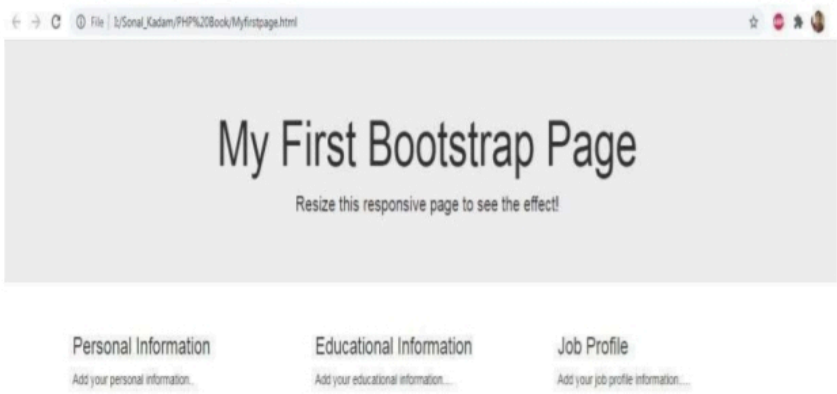 File | I:/Sonal_Kadam/PHP%20Book/Myfirstpage.html
My First Bootstrap Page
Resize this responsive page to see the effect!
Personal Information Educational Information Job Profile
Add your personal information.. Add your educational information.... Add your job profile information.....